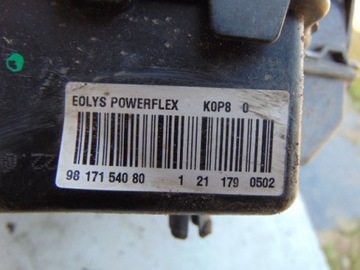 EOLYS POWERFLEX K0P8 0
98 171 540 80 1 21 179 0502